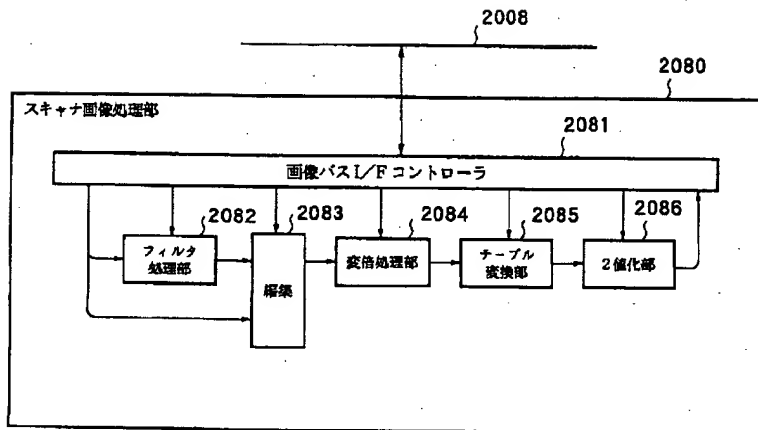 2008
2080
スキャナ画像処理部
2081
画像バスI/Fコントローラ
2082
2083
2084
2085
2086
フィルタ
処理部
編集
変倍処理部
テーブル
変換部
2値化部